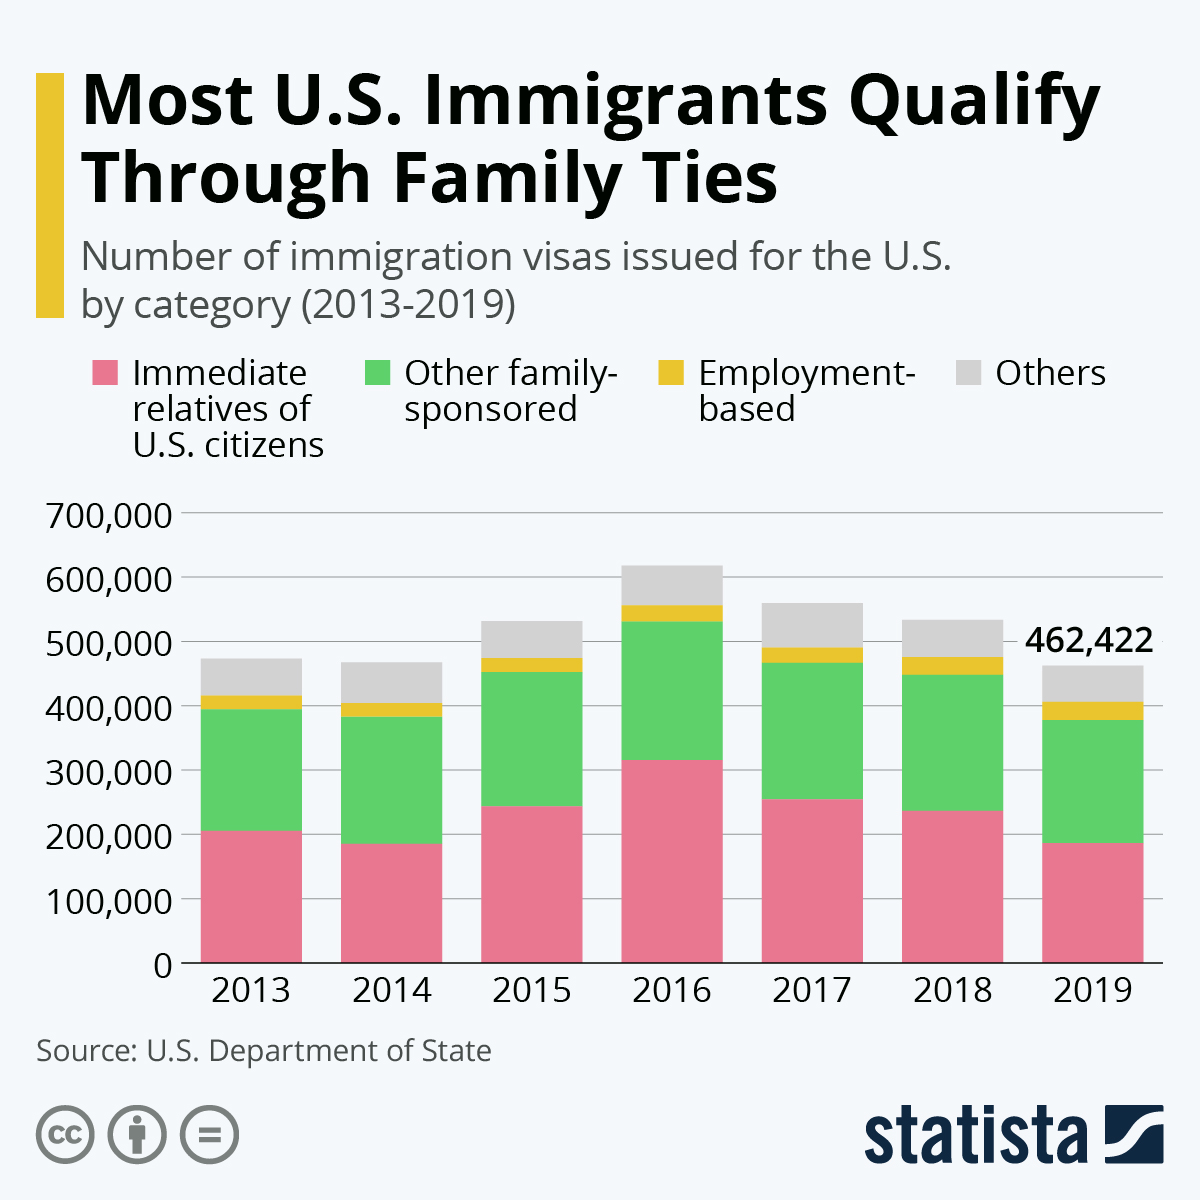 Most U.S. Immigrants Qualify
Through Family Ties
Number of immigration visas issued for the U.S.
by category (2013-2019)
Immediate
relatives of
U.S. citizens
Other family-
sponsored
Employment-
based
Others
700,000
600,000
500,000
400,000
300,000
200,000
100,000
0
462,422
2013 2014 2015 2016 2017 2018 2019
Source: U.S. Department of State
cc
statista